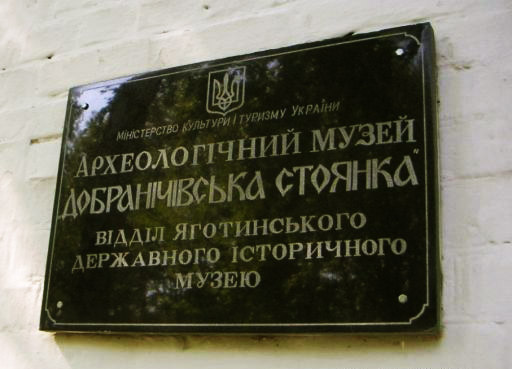 МІНІСТЕРСТВО КУЛЬТУРИ І ТУРИЗМУ УКРАЇНИ
АРХЕОЛОГІЧНИЙ МУЗЕЙ
ДОБРАНІЧІВСЬКА СТОЯНКА"
ВІДДІЛ ЯГОТИНСЬКОГО
ДЕРЖАВНОГО ІСТОРИЧНОГО
МУЗЕЮ